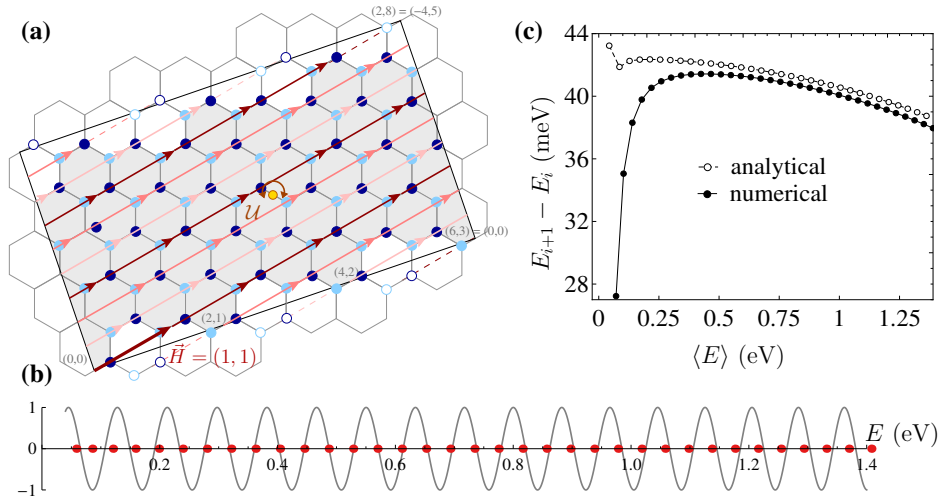 (a)
(2,8) = (-4,5)
𝒰
(6,3) = (0,0)
(4,2)
(2,1)
(0,0)
H⃗ = (1, 1)
(c)
44
40
36
32
28
E_{i+1} − E_i (meV)
analytical
numerical
0 0.25 0.5 0.75 1 1.25
⟨E⟩ (eV)
(b)
1
0
-1
0.2 0.4 0.6 0.8 1.0 1.2 1.4
E (eV)